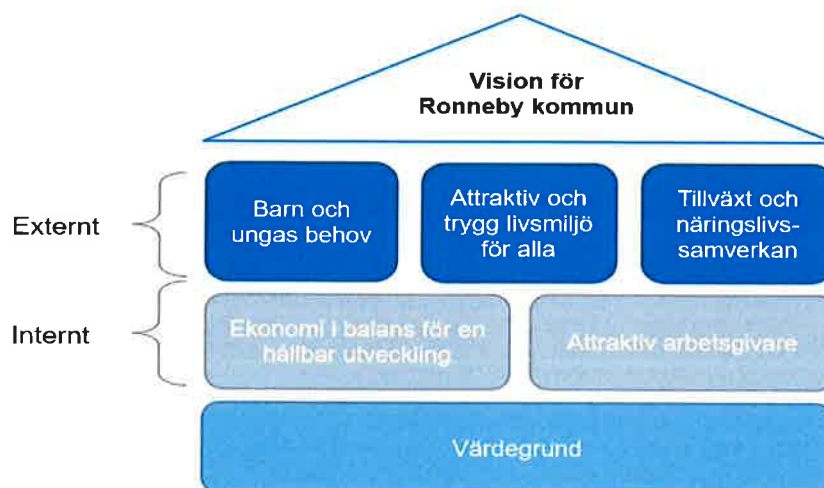 Vision för
Ronneby kommun
Externt
Barn och
ungas behov
Attraktiv och
trygg livsmiljö
för alla
Tillväxt och
näringslivs-
samverkan
Internt
Ekonomi i balans för en
hållbar utveckling
Attraktiv arbetsgivare
Värdegrund